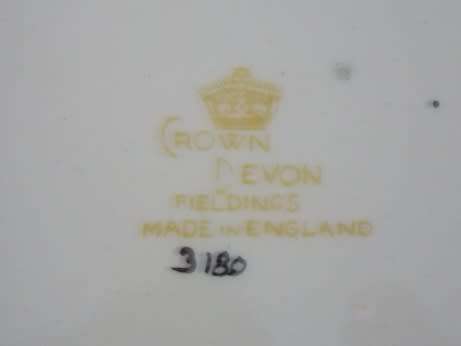 CROWN
DEVON
FIELDINGS
MADE IN ENGLAND
3180